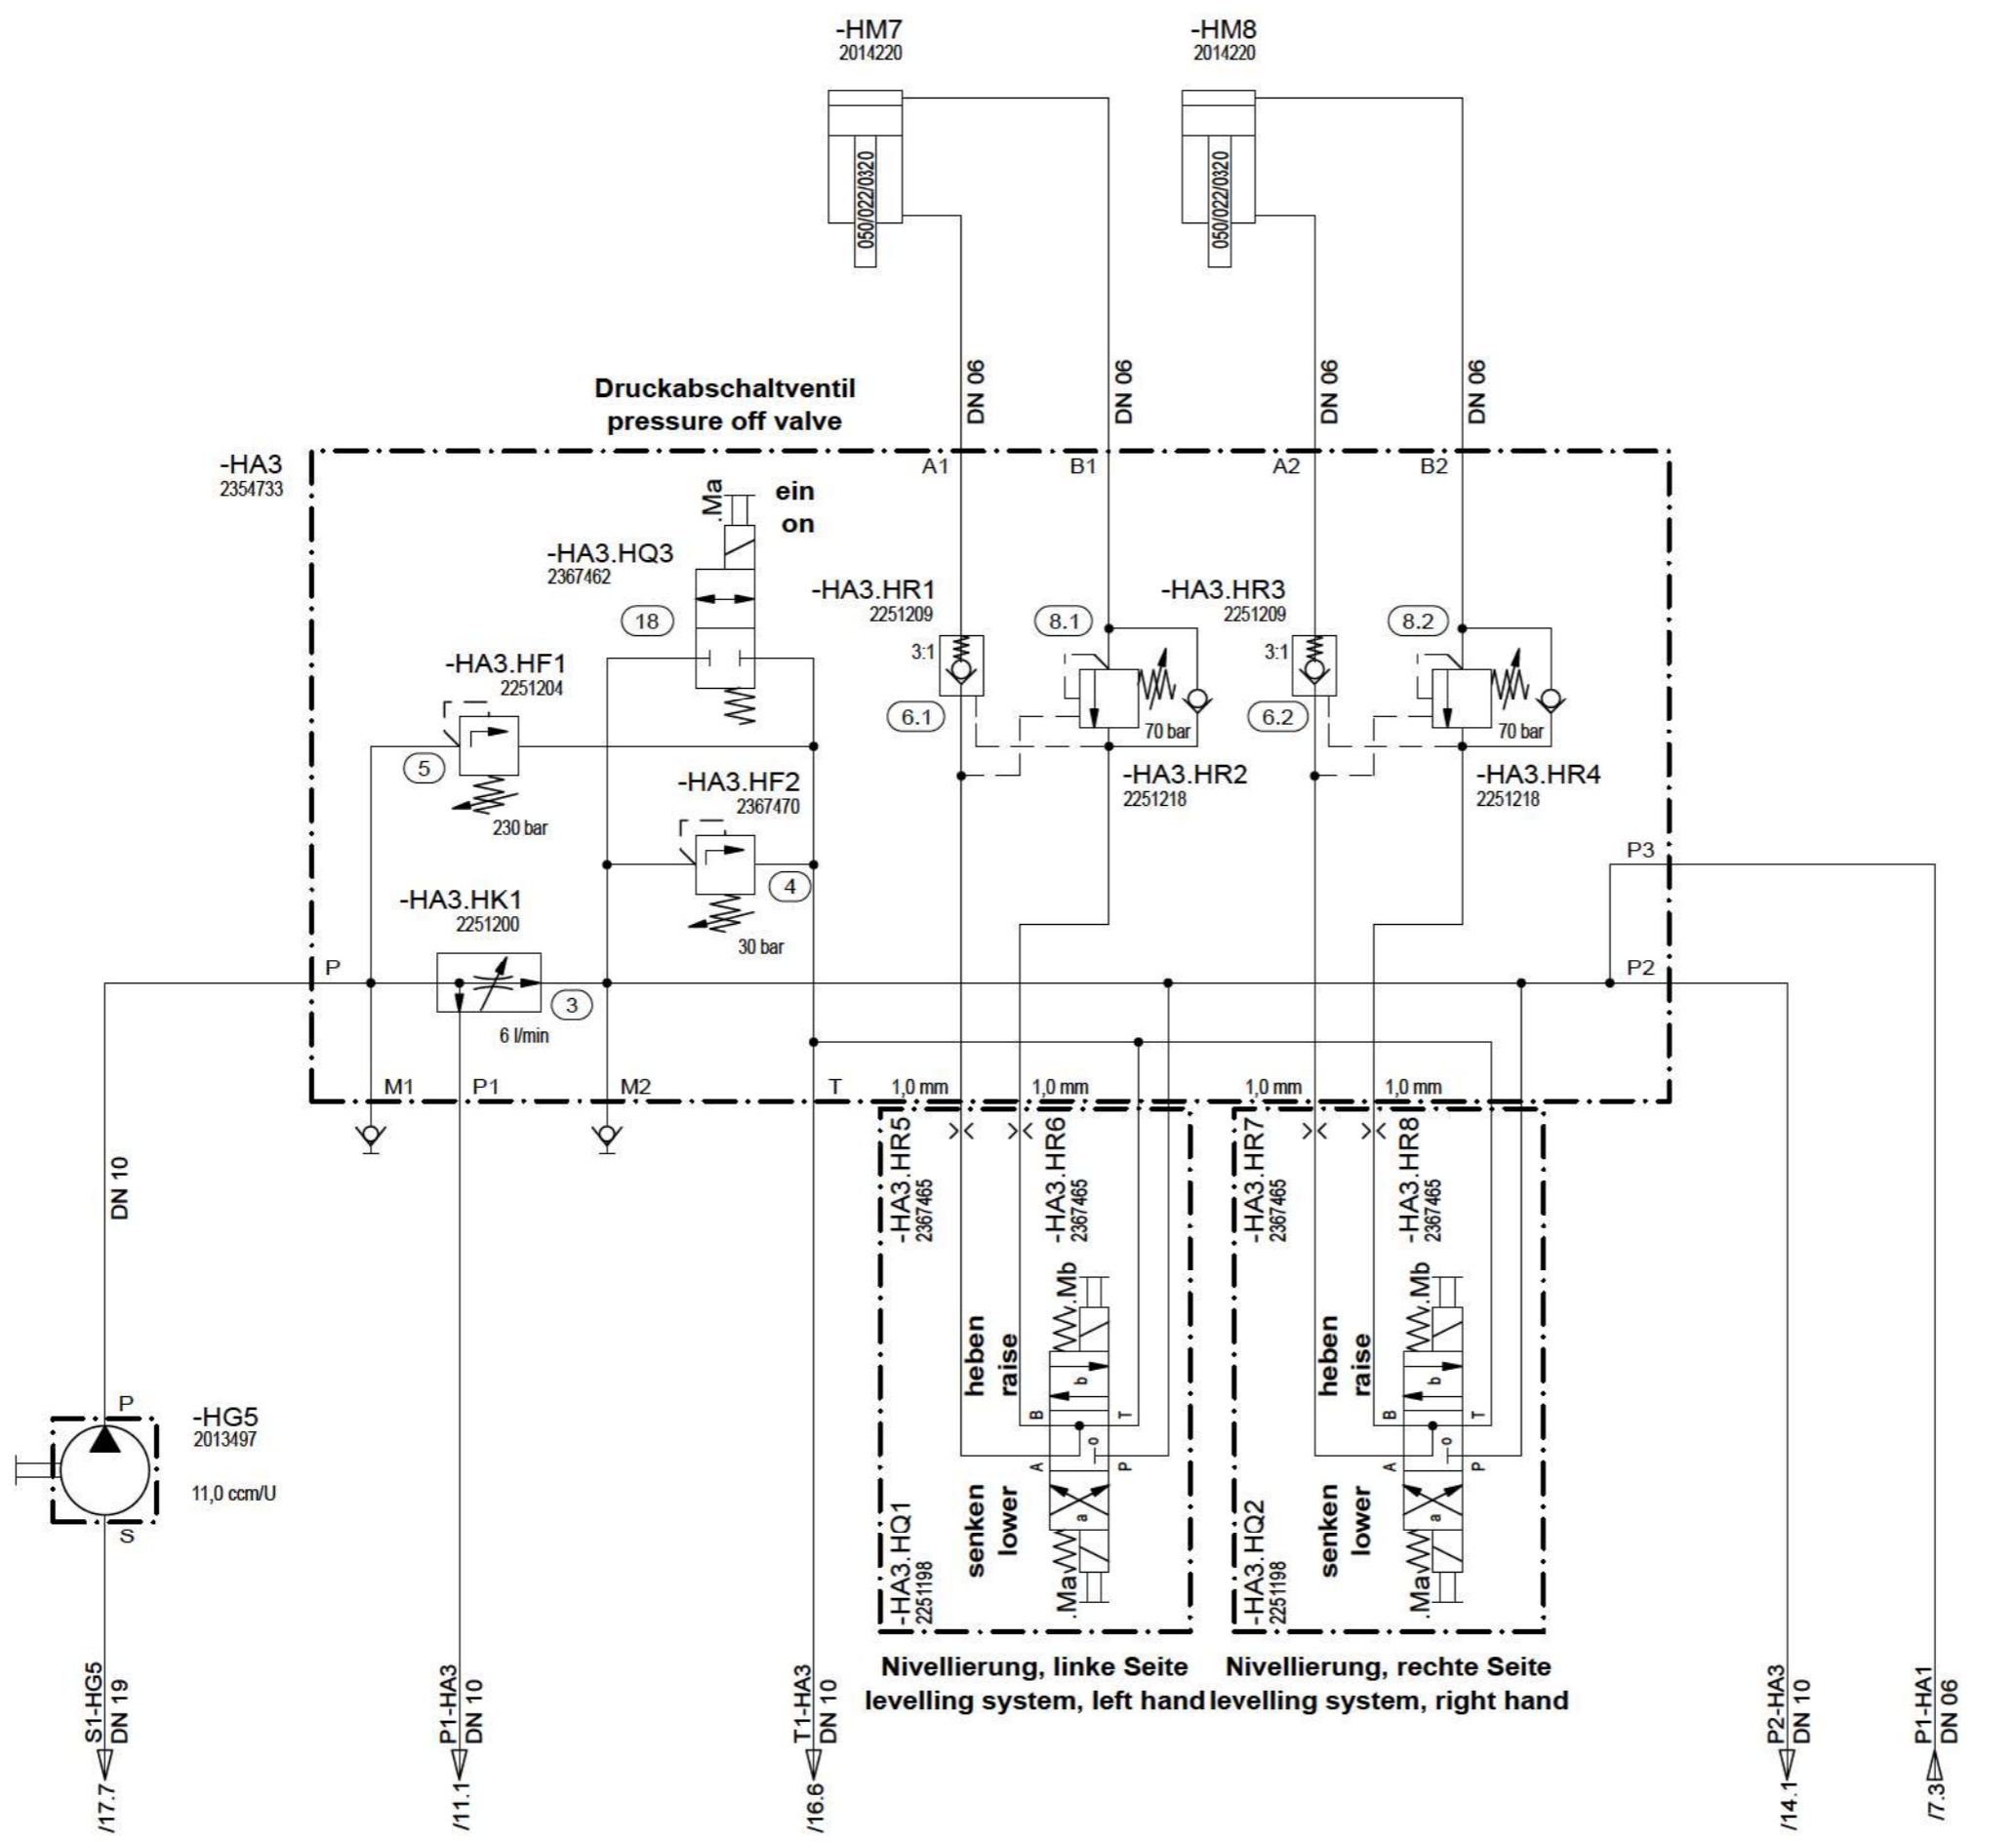 -HM7
2014220
-HM8
2014220
050/022/0320
050/022/0320
DN 06
DN 06
DN 06
DN 06
Druckabschaltventil
pressure off valve
-HA3
2354733
A1
B1
A2
B2
.Ma
ein
on
-HA3.HQ3
2367462
18
-HA3.HR1
2251209
3:1
6.1
8.1
70 bar
-HA3.HR2
2251218
-HA3.HR3
2251209
3:1
6.2
8.2
70 bar
-HA3.HR4
2251218
-HA3.HF1
2251204
5
230 bar
-HA3.HF2
2367470
4
30 bar
-HA3.HK1
2251200
3
6 l/min
P
P3
P2
M1
P1
M2
T
1,0 mm
1,0 mm
1,0 mm
1,0 mm
DN 10
-HA3.HR5
2367465
-HA3.HR6
2367465
-HA3.HR7
2367465
-HA3.HR8
2367465
.Mb
heben
raise
b
B
T
o
A
P
a
senken
lower
.Ma
-HA3.HQ1
2251198
.Mb
heben
raise
b
B
T
o
A
P
a
senken
lower
.Ma
-HA3.HQ2
2251198
P
-HG5
2013497
11,0 ccm/U
S
Nivellierung, linke Seite
levelling system, left hand
Nivellierung, rechte Seite
levelling system, right hand
S1-HG5
DN 19
/17.7
P1-HA3
DN 10
/11.1
T1-HA3
DN 10
/16.6
P2-HA3
DN 10
/14.1
P1-HA1
DN 06
/7.3